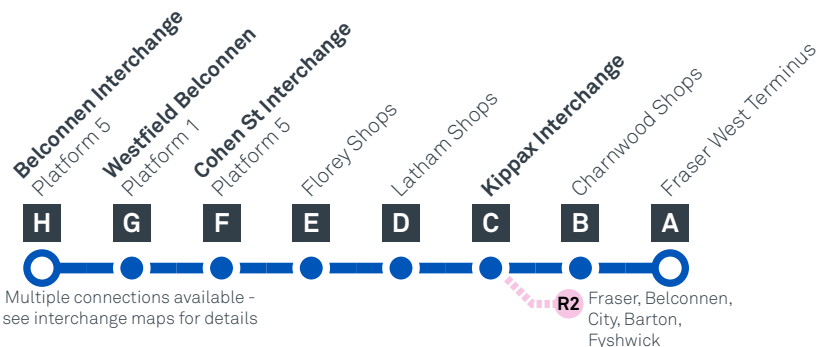 Belconnen Interchange
Platform 5
Westfield Belconnen
Platform 1
Cohen St Interchange
Platform 5
Florey Shops
Latham Shops
Kippax Interchange
Charnwood Shops
Fraser West Terminus
H
G
F
E
D
C
B
A
Multiple connections available -
see interchange maps for details
R2
Fraser, Belconnen,
City, Barton,
Fyshwick